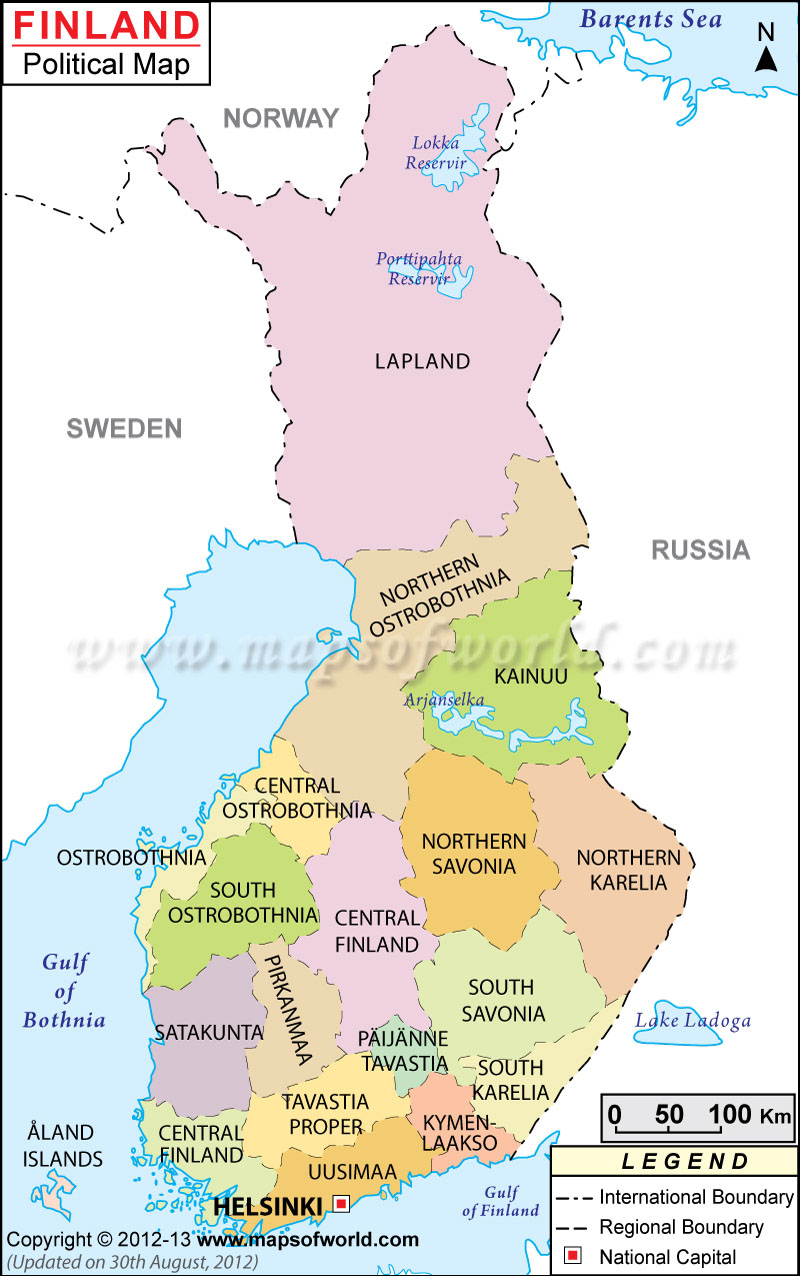 FINLAND
Political Map
Barents Sea
N
NORWAY
Lokka
Reservir
Porttipahta
Reservir
LAPLAND
SWEDEN
RUSSIA
NORTHERN
OSTROBOTHNIA
www.mapsofworld.com
KAINUU
Arjanselka
CENTRAL
OSTROBOTHNIA
OSTROBOTHNIA
NORTHERN
SAVONIA
NORTHERN
KARELIA
SOUTH
OSTROBOTHNIA
CENTRAL
FINLAND
Gulf
of
Bothnia
PIRKANMAA
SOUTH
SAVONIA
SATAKUNTA
Lake Ladoga
PÄIJÄNNE
TAVASTIA
SOUTH
KARELIA
TAVASTIA
PROPER
KYMEN-
LAAKSO
0 50 100 Km
ÅLAND
ISLANDS
CENTRAL
FINLAND
UUSIMAA
HELSINKI
Gulf
of Finland
LEGEND
International Boundary
Regional Boundary
National Capital
Copyright © 2012-13 www.mapsofworld.com
(Updated on 30th August, 2012)